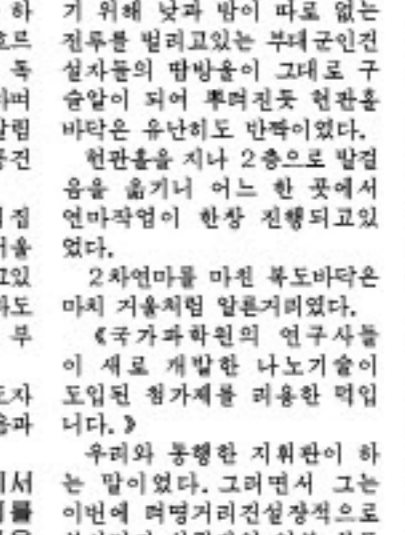 하
기 위해 낮과 밤이 따로 없는
전투를 벌리고있는 부대군인건
설자들의 땀방울이 그대로 구
슬알이 되여 뿌려진듯 현관홀
바닥은 유난히도 반짝이였다.
현관홀을 지나 2층으로 발걸
음을 옮기니 어느 한 곳에서
연마작업이 한창 진행되고있
었다.
2차연마를 마친 복도바닥은
마치 거울처럼 알른거리였다.
《국가과학원의 연구사들
이 새로 개발한 나노기술이
도입된 첨가제를 리용한 덕입
니다.》
우리와 동행한 지휘관이 하
는 말이였다. 그러면서 그는
이번에 려명거리건설장적으로